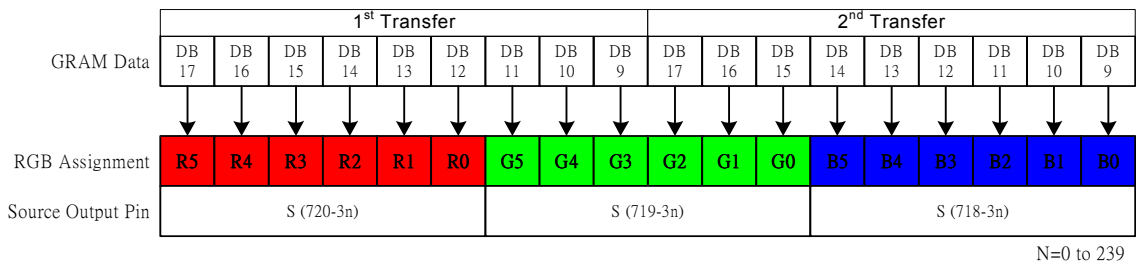 1st Transfer 2nd Transfer
GRAM Data DB 17 DB 16 DB 15 DB 14 DB 13 DB 12 DB 11 DB 10 DB 9 DB 17 DB 16 DB 15 DB 14 DB 13 DB 12 DB 11 DB 10 DB 9
RGB Assignment R5 R4 R3 R2 R1 R0 G5 G4 G3 G2 G1 G0 B5 B4 B3 B2 B1 B0
Source Output Pin S (720-3n) S (719-3n) S (718-3n)
N=0 to 239